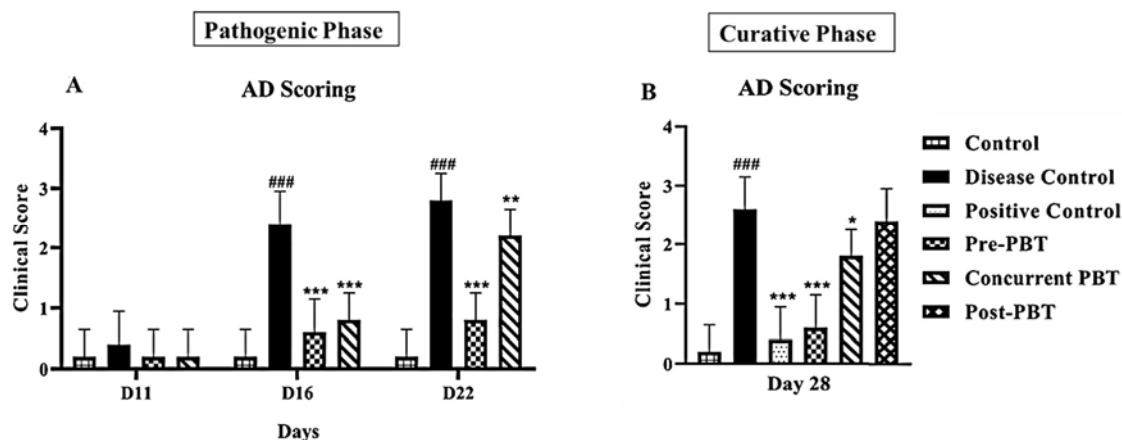 Pathogenic Phase
Curative Phase
A
AD Scoring
Clinical Score
4
3
2
1
0
###
***
***
###
***
**
D11
D16
D22
Days
B
AD Scoring
Clinical Score
4
3
2
1
0
###
***
***
*
Day 28
Control
Disease Control
Positive Control
Pre-PBT
Concurrent PBT
Post-PBT